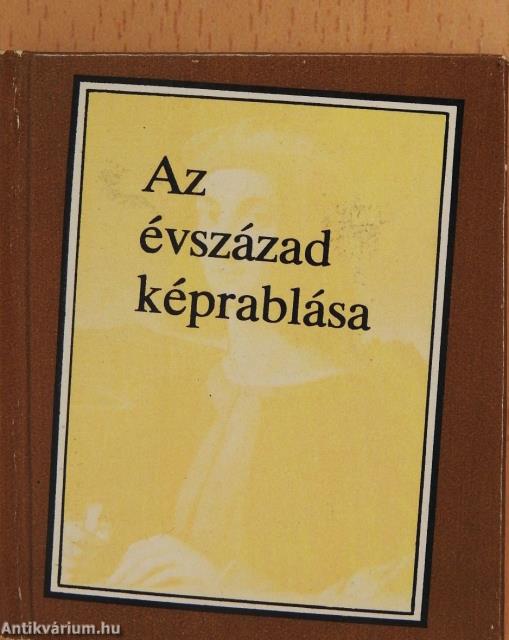 Az
évszázad
képrablása
Antikvárium.hu